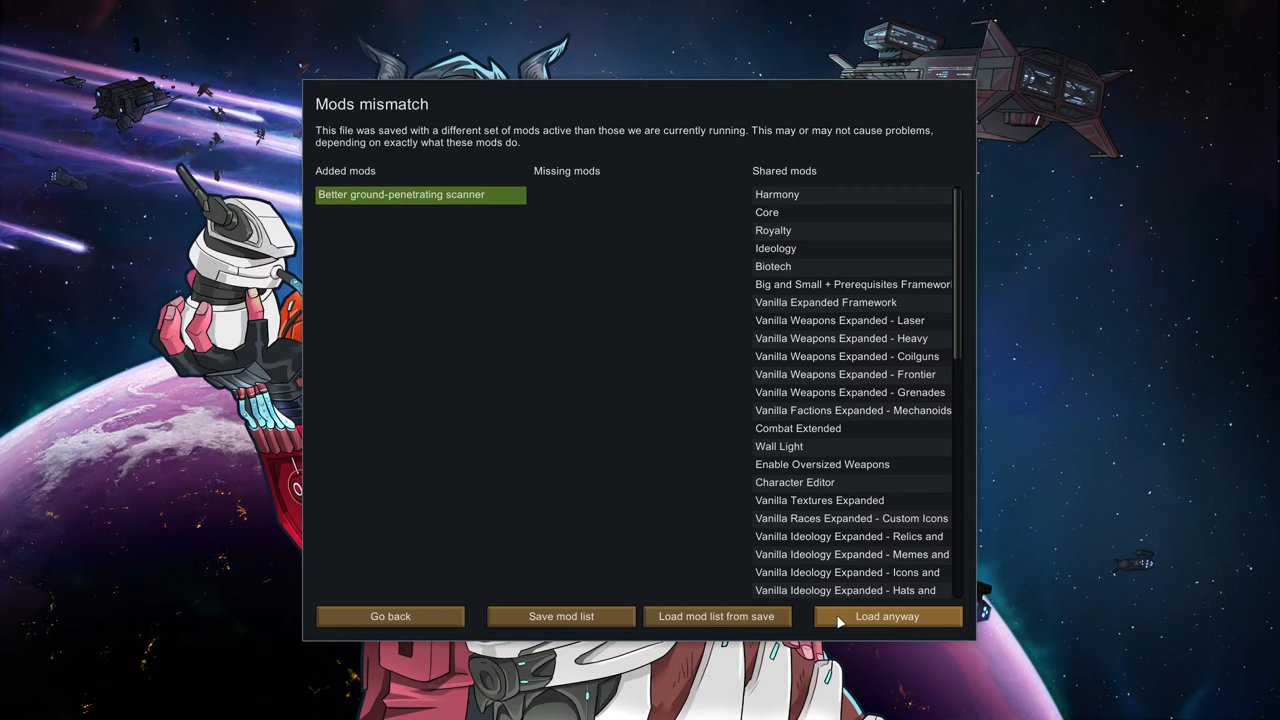 Mods mismatch
This file was saved with a different set of mods active than those we are currently running. This may or may not cause problems,
depending on exactly what these mods do.
Added mods
Missing mods
Shared mods
Better ground-penetrating scanner
Harmony
Core
Royalty
Ideology
Biotech
Big and Small + Prerequisites Framewor
Vanilla Expanded Framework
Vanilla Weapons Expanded - Laser
Vanilla Weapons Expanded - Heavy
Vanilla Weapons Expanded - Coilguns
Vanilla Weapons Expanded - Frontier
Vanilla Weapons Expanded - Grenades
Vanilla Factions Expanded - Mechanoids
Combat Extended
Wall Light
Enable Oversized Weapons
Character Editor
Vanilla Textures Expanded
Vanilla Races Expanded - Custom Icons
Vanilla Ideology Expanded - Relics and
Vanilla Ideology Expanded - Memes and
Vanilla Ideology Expanded - Icons and
Vanilla Ideology Expanded - Hats and
Go back
Save mod list
Load mod list from save
Load anyway